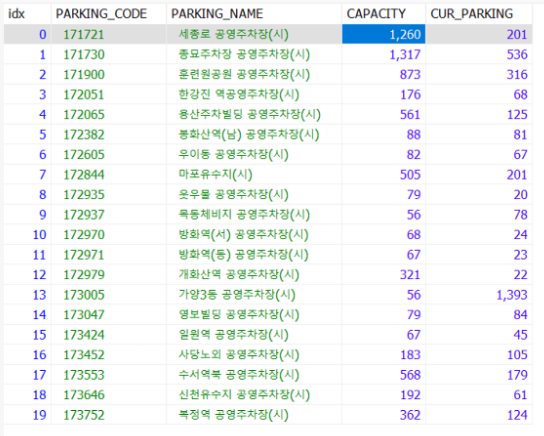 idx PARKING_CODE PARKING_NAME CAPACITY CUR_PARKING
0 171721 세종로 공영주차장(시) 1,260 201
1 171730 종묘주차장 공영주차장(시) 1,317 536
2 171900 훈련원공원 공영주차장(시) 873 316
3 172051 한강진 역공영주차장(시) 176 68
4 172065 용산주차빌딩 공영주차장(시) 561 125
5 172382 봉화산역(남) 공영주차장(시) 88 81
6 172605 우이동 공영주차장(시) 82 67
7 172844 마포유수지(시) 505 201
8 172935 웃우물 공영주차장(시) 79 20
9 172937 목동체비지 공영주차장(시) 56 78
10 172970 방화역(서) 공영주차장(시) 68 24
11 172971 방화역(동) 공영주차장(시) 67 23
12 172979 개화산역 공영주차장(시) 321 22
13 173005 가양3동 공영주차장(시) 56 1,393
14 173047 영보빌딩 공영주차장(시) 79 84
15 173424 일원역 공영주차장(시) 67 45
16 173452 사당노외 공영주차장(시) 183 105
17 173553 수서역북 공영주차장(시) 568 179
18 173646 신천유수지 공영주차장(시) 192 61
19 173752 복정역 공영주차장(시) 362 124